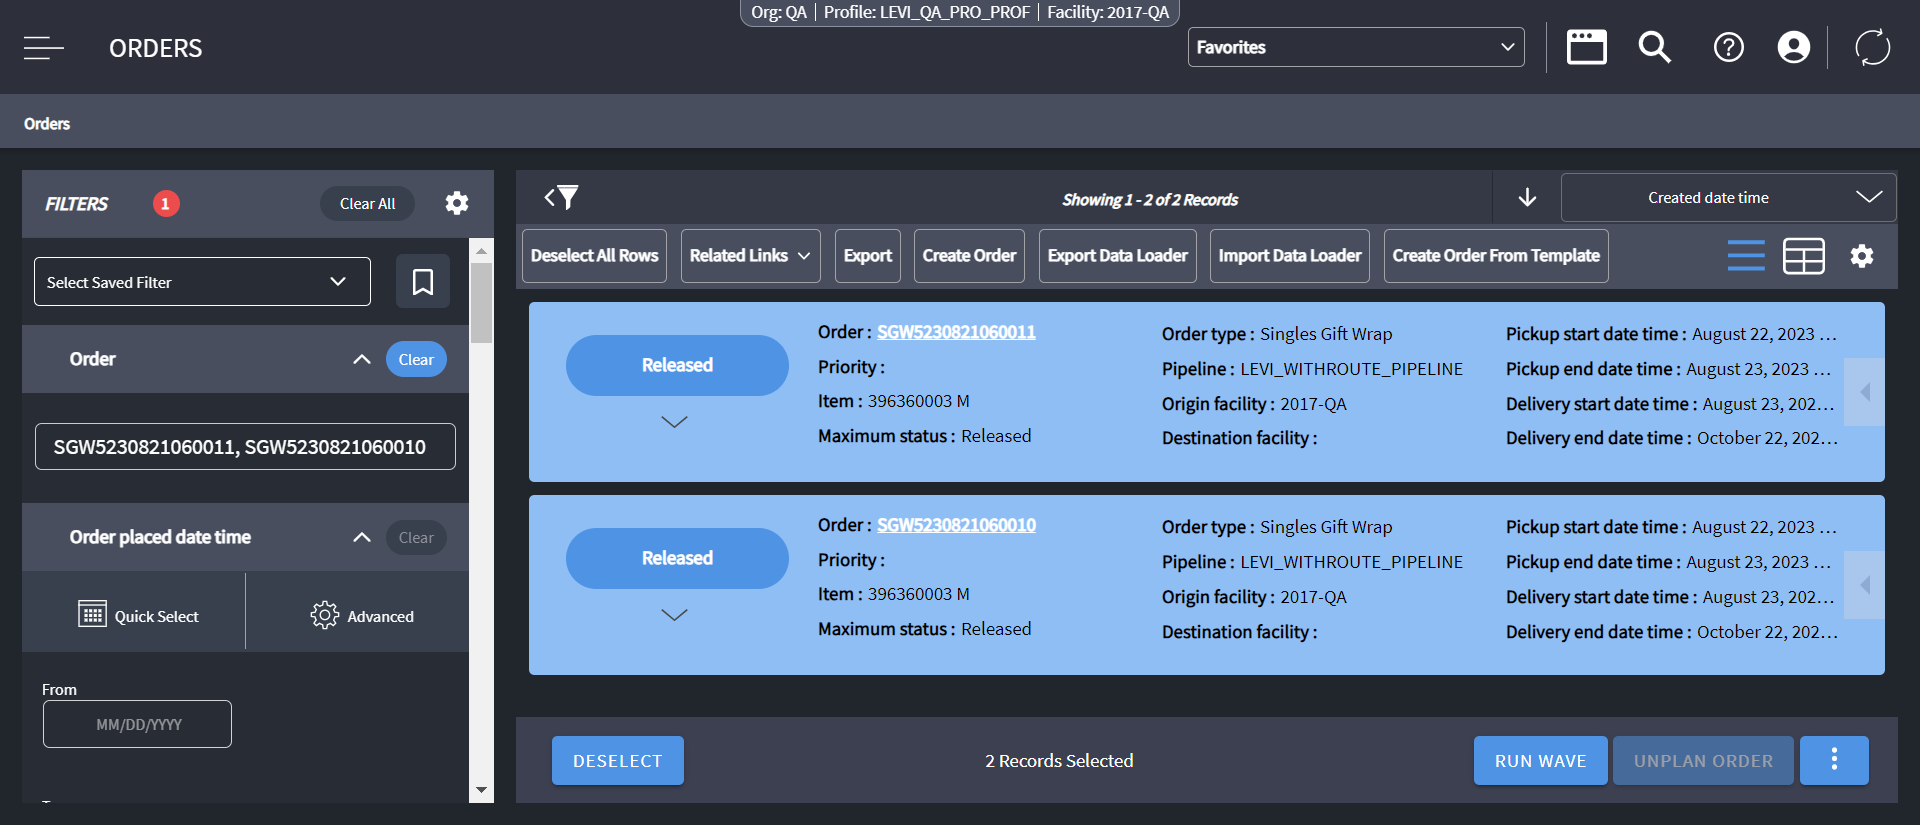 Org: QA | Profile: LEVI_QA_PRO_PROF | Facility: 2017-QA
ORDERS
Favorites
Orders
FILTERS 1 Clear All
Select Saved Filter
Order Clear
SGW5230821060011, SGW5230821060010
Order placed date time Clear
Quick Select Advanced
From
MM/DD/YYYY
Showing 1 - 2 of 2 Records
Created date time
Deselect All Rows Related Links Export Create Order Export Data Loader Import Data Loader Create Order From Template
Released
Order : SGW5230821060011
Priority :
Item : 396360003 M
Maximum status : Released
Order type : Singles Gift Wrap
Pipeline : LEVI_WITHROUTE_PIPELINE
Origin facility : 2017-QA
Destination facility :
Pickup start date time : August 22, 2023 ...
Pickup end date time : August 23, 2023 ...
Delivery start date time : August 23, 202...
Delivery end date time : October 22, 202...
Released
Order : SGW5230821060010
Priority :
Item : 396360003 M
Maximum status : Released
Order type : Singles Gift Wrap
Pipeline : LEVI_WITHROUTE_PIPELINE
Origin facility : 2017-QA
Destination facility :
Pickup start date time : August 22, 2023 ...
Pickup end date time : August 23, 2023 ...
Delivery start date time : August 23, 202...
Delivery end date time : October 22, 202...
DESELECT
2 Records Selected
RUN WAVE
UNPLAN ORDER